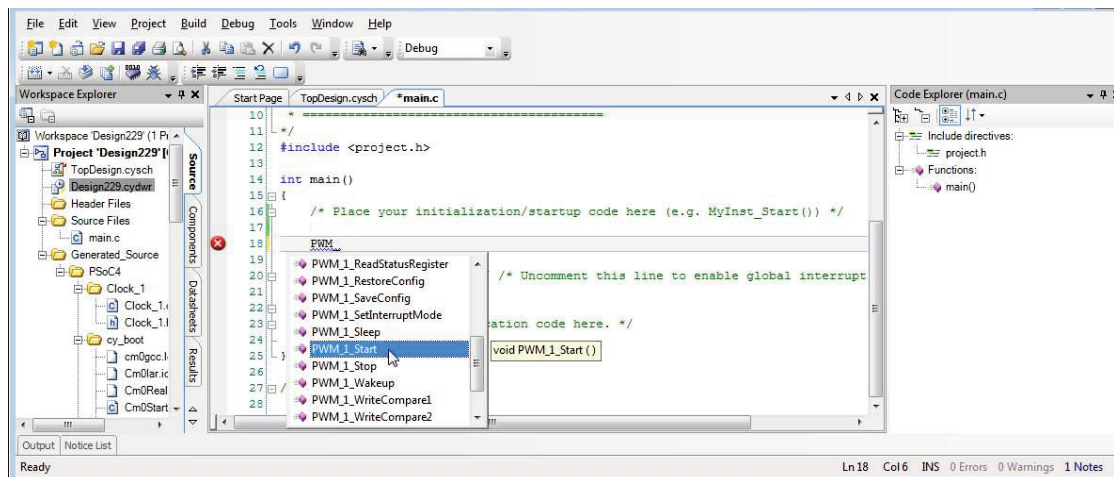 File Edit View Project Build Debug Tools Window Help
Debug
Workspace Explorer
Start Page TopDesign.cysch *main.c
Code Explorer (main.c)
Workspace 'Design229' (1 Pr
Project 'Design229' [
TopDesign.cysch
Design229.cydwr
Header Files
Source Files
main.c
Generated_Source
PSoC4
Clock_1
Clock_1.
Clock_1.
cy_boot
cm0gcc.
Cm0Iar.ic
Cm0Real
Cm0Start
Source
Components
Datasheets
Results
10 * =========================================
11 */
12 #include <project.h>
13
14 int main()
15 {
16 /* Place your initialization/startup code here (e.g. MyInst_Start()) */
17
18 PWM_
19
20 /* Uncomment this line to enable global interrupt
21
22
23 ation code here. */
24
25 }
26
27 /
28
PWM_1_ReadStatusRegister
PWM_1_RestoreConfig
PWM_1_SaveConfig
PWM_1_SetInterruptMode
PWM_1_Sleep
PWM_1_Start
PWM_1_Stop
PWM_1_Wakeup
PWM_1_WriteCompare1
PWM_1_WriteCompare2
void PWM_1_Start ( )
Include directives:
project.h
Functions:
main()
Output Notice List
Ready Ln 18 Col 6 INS 0 Errors 0 Warnings 1 Notes